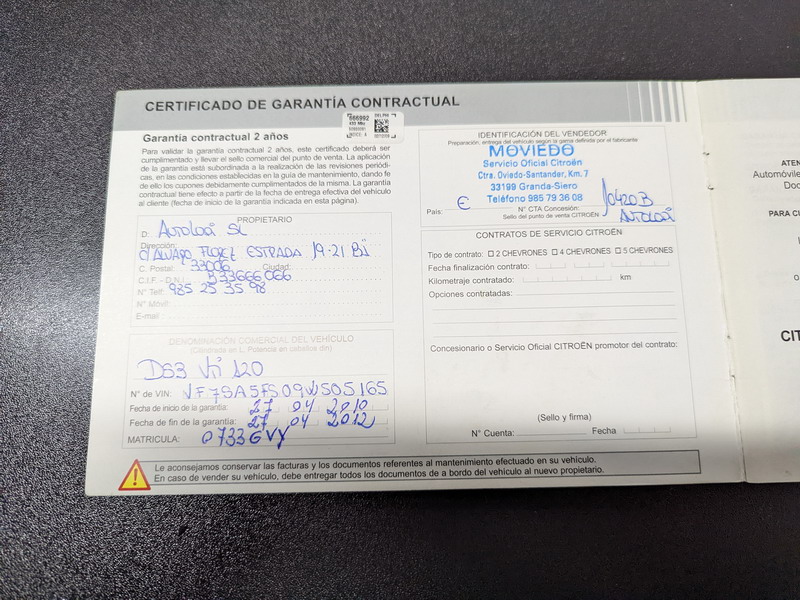 CERTIFICADO DE GARANTÍA CONTRACTUAL
666992
DELPHI
Garantía contractual 2 años
Para validar la garantía contractual 2 años, este certificado deberá ser
cumplimentado y llevar el sello comercial del punto de venta. La aplicación
de la garantía está subordinada a la realización de las revisiones periódi-
cas, en las condiciones establecidas en la guía de mantenimiento, dando fe
de ello los cupones debidamente cumplimentados de la misma. La garantía
contractual tiene efecto a partir de la fecha de entrega efectiva del vehículo
al cliente (fecha de inicio de garantía indicada en esta página).
PROPIETARIO
D: Autolox SL
Dirección:
C/ ALVARO FLOREZ ESTRADA 19-21 Bj
C. Postal: 33006 Ciudad:
C.I.F. - D.N.I. B33666066
N° Telf: 985 25 35 98
N° Móvil:
E-mail:
DENOMINACIÓN COMERCIAL DEL VEHÍCULO
(Cilindrada en L. Potencia en caballos din)
DS3 Vti 120
N° de VIN: VF7SA5FS09W505165
Fecha de inicio de la garantía: 27 04 2010
Fecha de fin de la garantía: 27 04 2012
MATRICULA: 0733GVY
IDENTIFICACIÓN DEL VENDEDOR
Preparación, entrega del vehículo según la gama definida por el fabricante
MOVIEDO
Servicio Oficial Citroën
Ctra. Oviedo-Santander, Km. 7
33199 Granda-Siero
Teléfono 985 79 36 08
País: E
N° CTA Concesión: 0420B
Sello del punto de venta CITROËN
CONTRATOS DE SERVICIO CITROËN
Tipo de contrato: 2 CHEVRONES 4 CHEVRONES 5 CHEVRONES
Fecha finalización contrato:
Kilometraje contratado: km
Opciones contratadas:
Concesionario o Servicio Oficial CITROËN promotor del contrato:
(Sello y firma)
N° Cuenta: Fecha
Le aconsejamos conservar las facturas y los documentos referentes al mantenimiento efectuado en su vehículo.
En caso de vender su vehículo, debe entregar todos los documentos de a bordo del vehículo al nuevo propietario.
ATEN
Automóvile
Doc
PARA CU
o
CIT